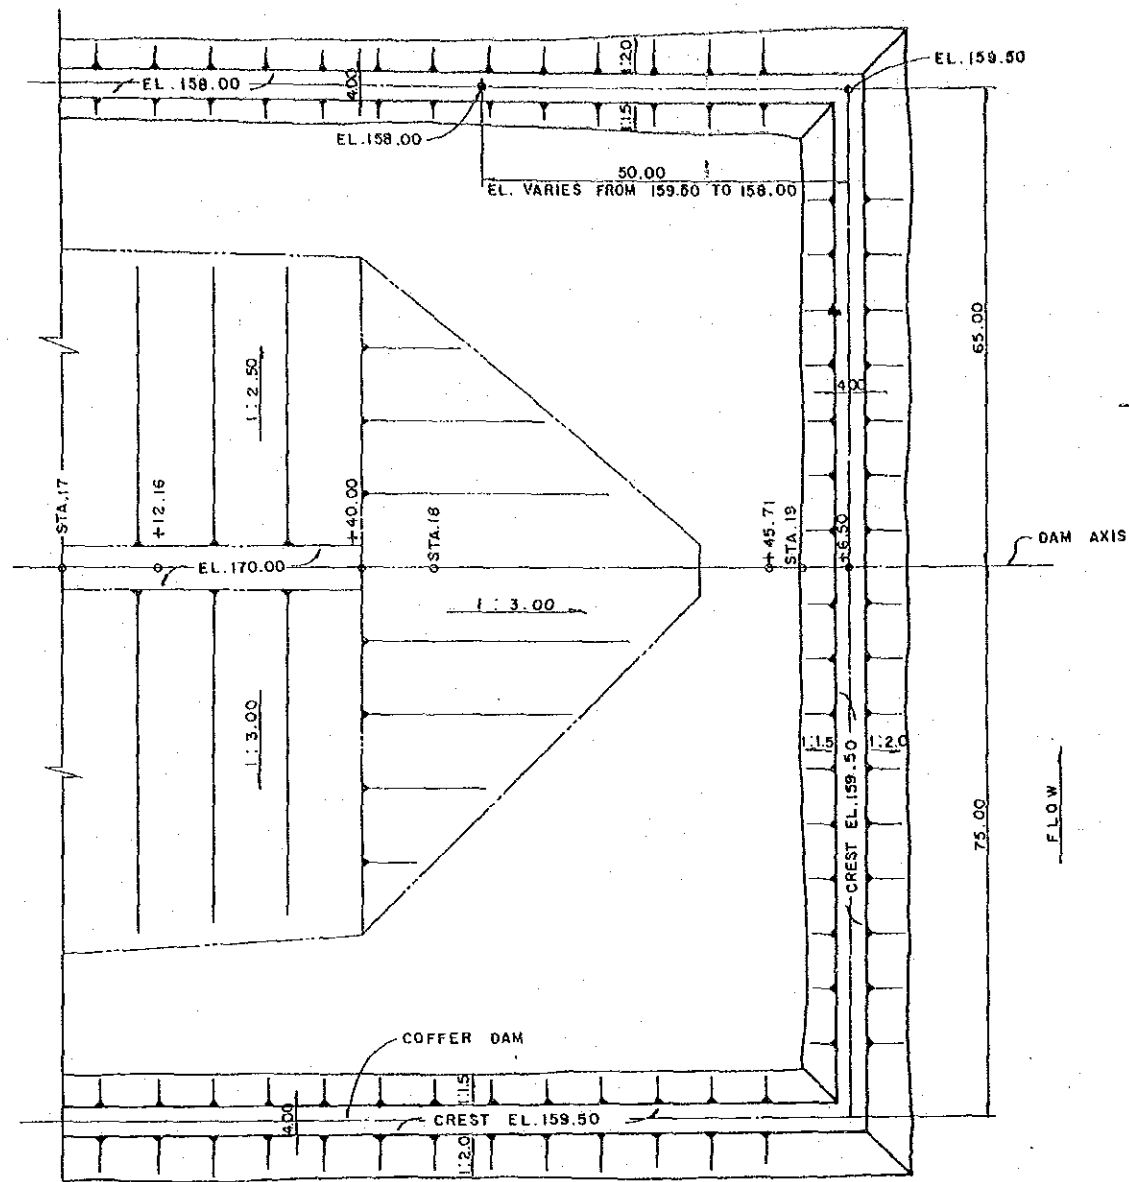 EL.159.50
1:2.0
EL.158.00
4.00
1:1.5
EL.158.00
50.00
EL. VARIES FROM 159.50 TO 158.00
65.00
1:2.50
4.00
STA.17
+12.16
+40.00
STA.18
+45.71
STA.19
+6.50
DAM AXIS
EL.170.00
1:3.00
1:3.00
1:1.5
1:2.0
CREST EL.159.50
75.00
FLOW
COFFER DAM
1:1.5
4.00
CREST EL.159.50
1:2.0